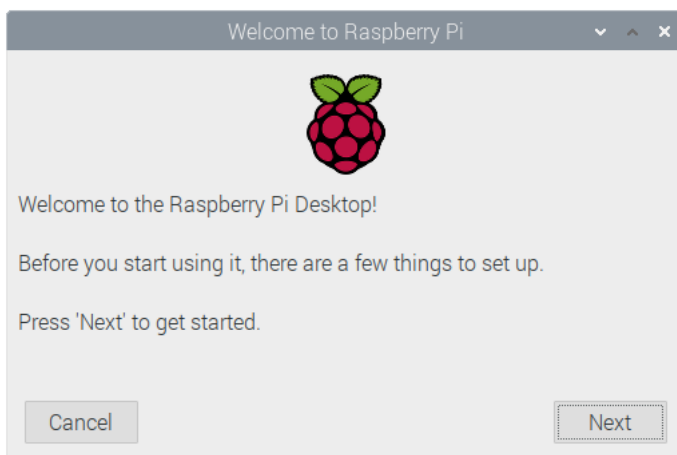 Welcome to Raspberry Pi
Welcome to the Raspberry Pi Desktop!
Before you start using it, there are a few things to set up.
Press 'Next' to get started.
Cancel
Next